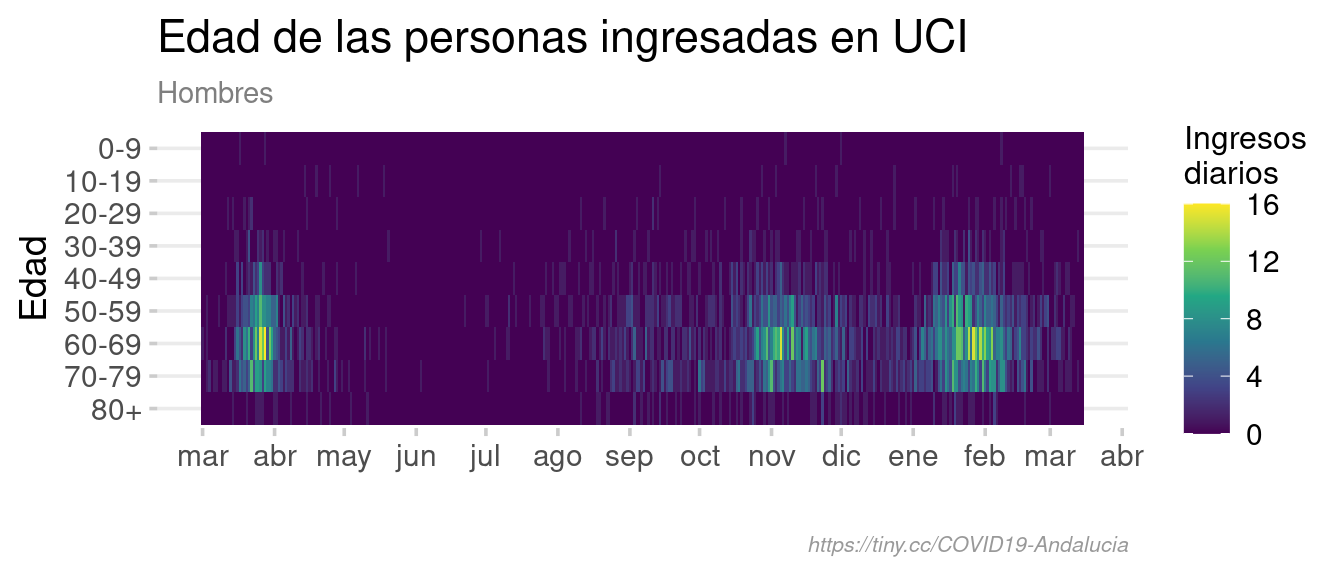 Edad de las personas ingresadas en UCI
Hombres
Edad
0-9
10-19
20-29
30-39
40-49
50-59
60-69
70-79
80+
mar abr may jun jul ago sep oct nov dic ene feb mar abr
Ingresos
diarios
16
12
8
4
0
https://tiny.cc/COVID19-Andalucia